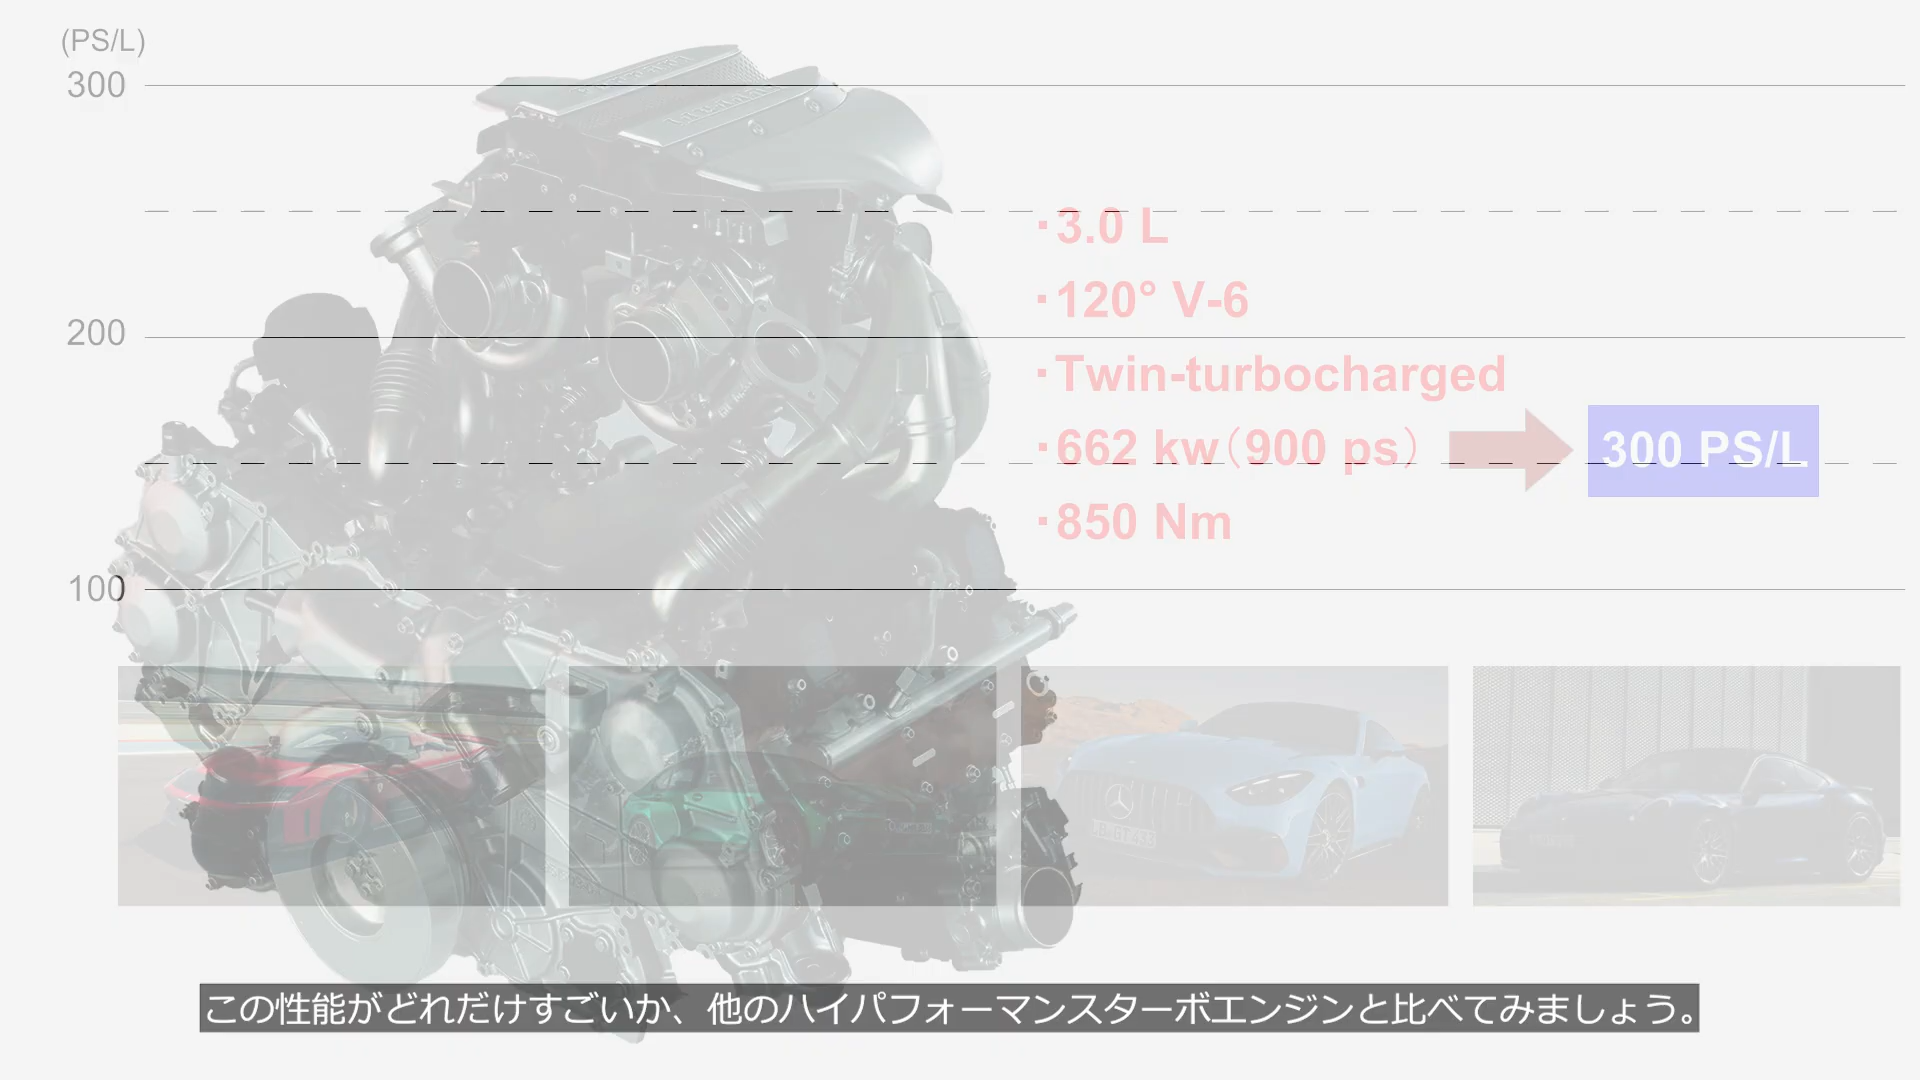 (PS/L)
300
200
100
・3.0 L
・120° V-6
・Twin-turbocharged
・662 kw（900 ps）
300 PS/L
・850 Nm
この性能がどれだけすごいか、他のハイパフォーマンスターボエンジンと比べてみましょう。